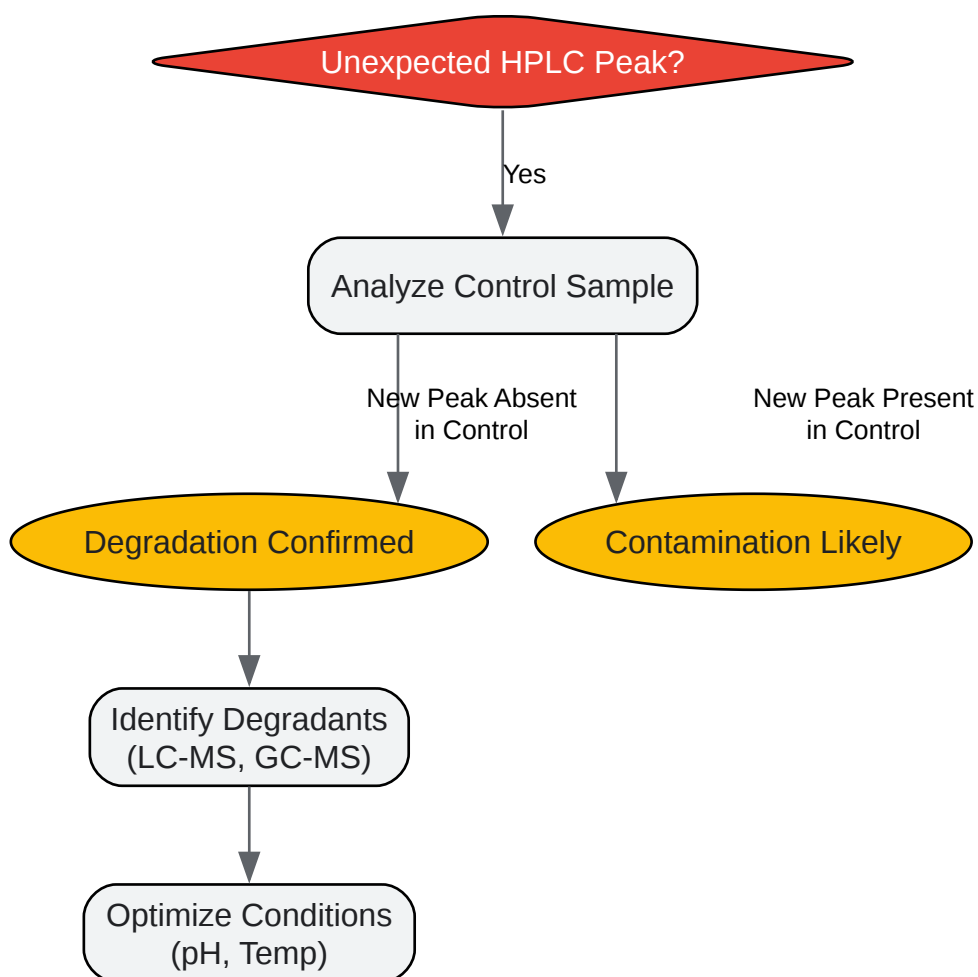 Unexpected HPLC Peak?
Yes
Analyze Control Sample
New Peak Absent
in Control
New Peak Present
in Control
Degradation Confirmed
Contamination Likely
Identify Degradants
(LC-MS, GC-MS)
Optimize Conditions
(pH, Temp)